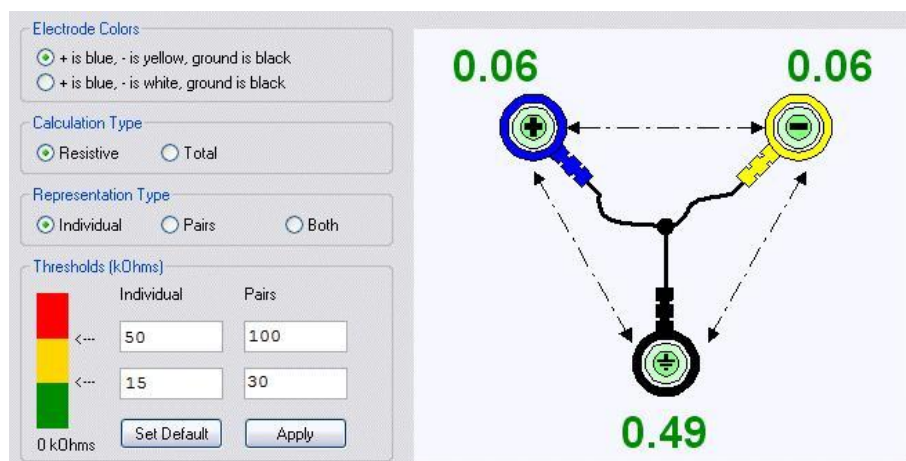 Electrode Colors
+ is blue, - is yellow, ground is black
+ is blue, - is white, ground is black
Calculation Type
Resistive Total
Representation Type
Individual Pairs Both
Thresholds (kOhms)
Individual Pairs
<--- 50 100
<--- 15 30
0 kOhms Set Default Apply
0.06 0.06
+ -
0.49